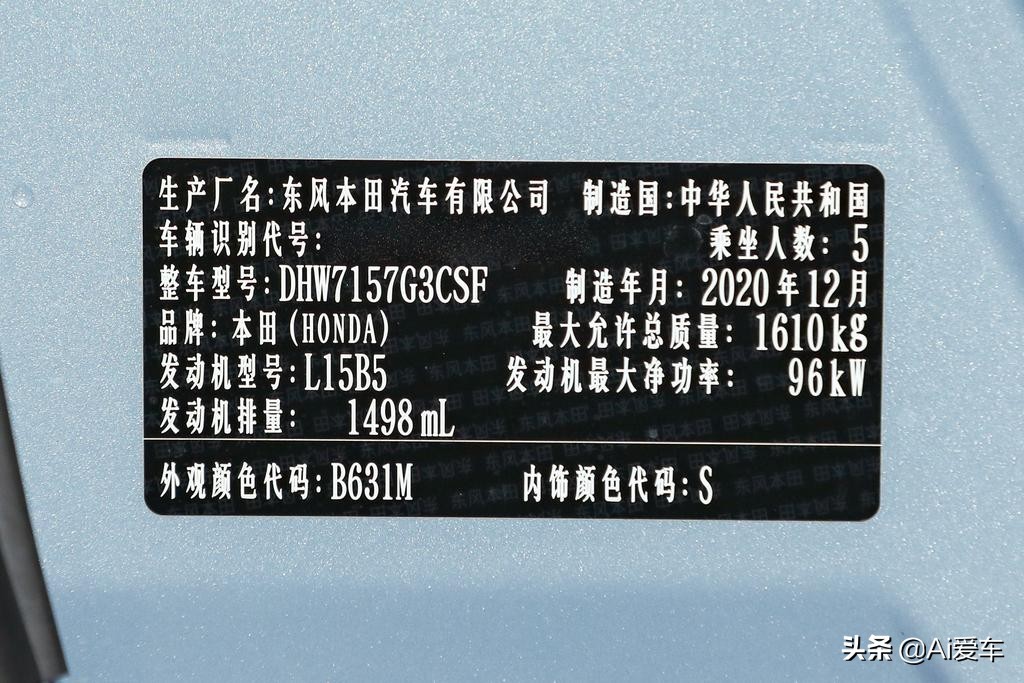 生产厂名:东风本田汽车有限公司 制造国:中华人民共和国
车辆识别代号: 乘坐人数: 5
整车型号:DHW7157G3CSF 制造年月: 2020年12月
品牌: 本田(HONDA) 最大允许总质量: 1610kg
发动机型号:L15B5 发动机最大净功率: 96kW
发动机排量: 1498mL
外观颜色代码:B631M 内饰颜色代码:S
头条 @Ai爱车